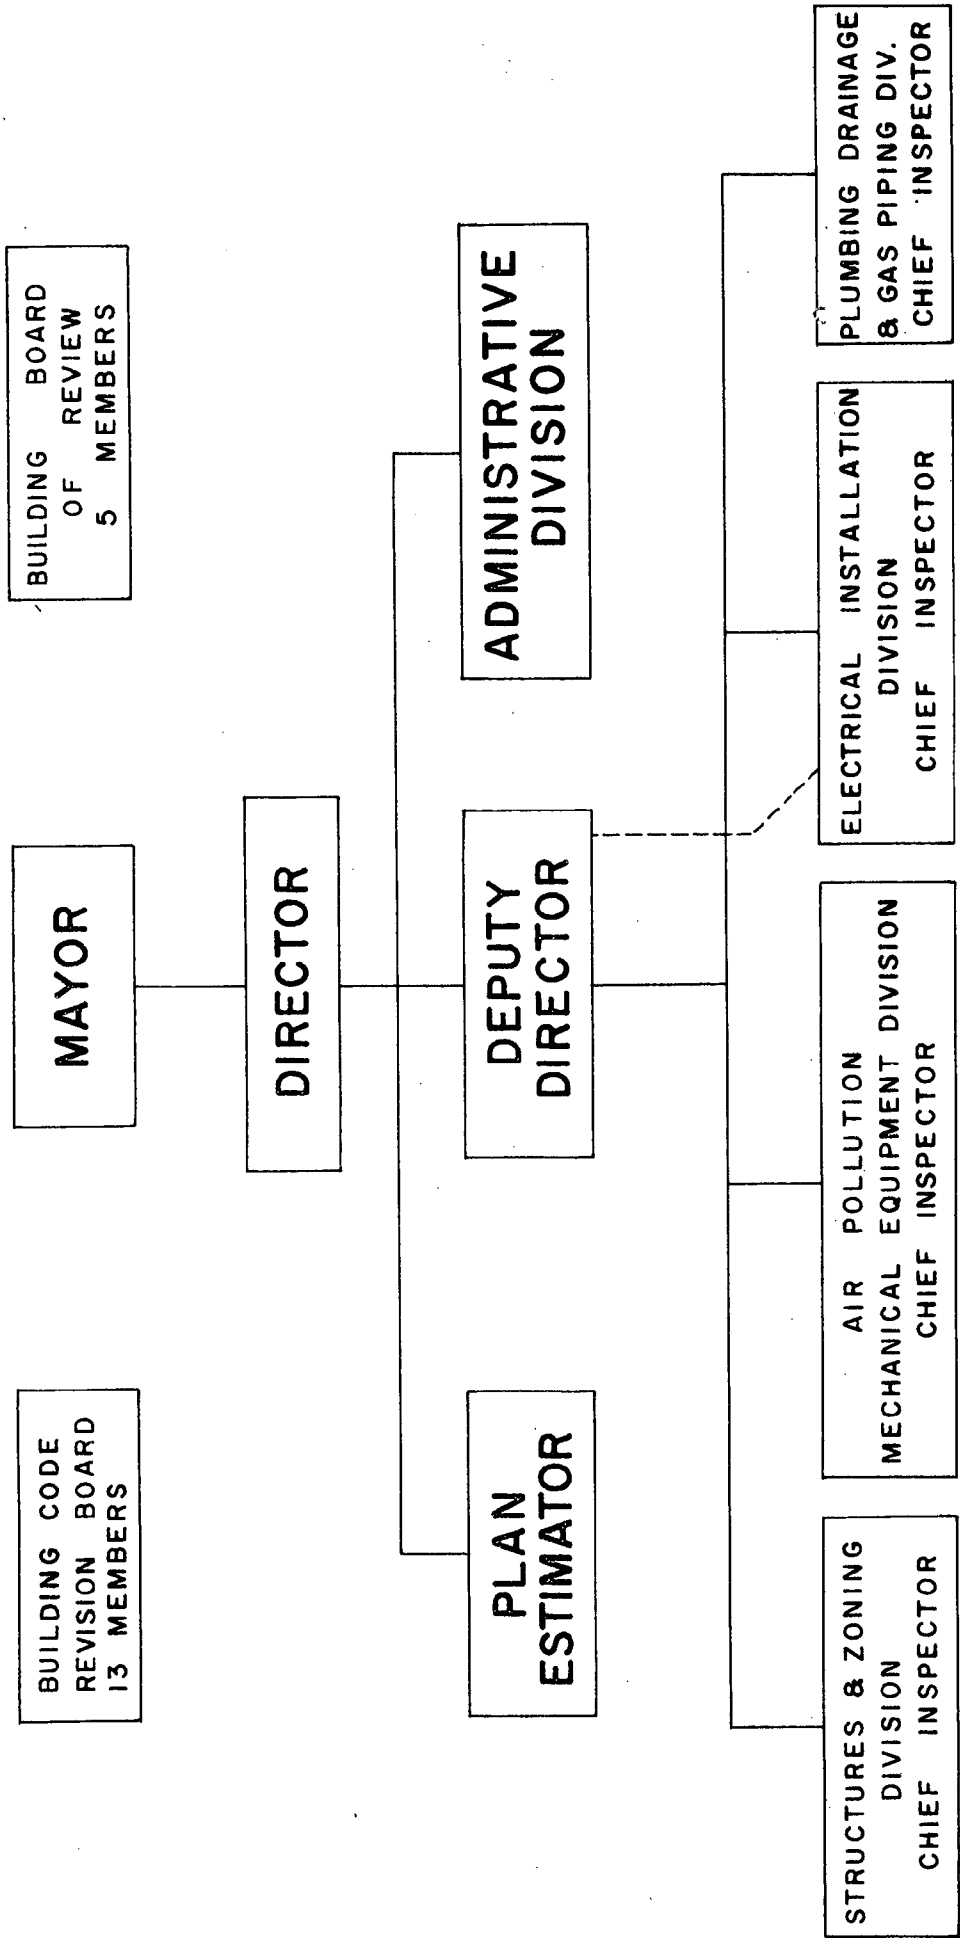 BUILDING CODE
REVISION BOARD
13 MEMBERS
MAYOR
BUILDING BOARD
OF REVIEW
5 MEMBERS
DIRECTOR
PLAN
ESTIMATOR
DEPUTY
DIRECTOR
ADMINISTRATIVE
DIVISION
STRUCTURES & ZONING
DIVISION
CHIEF INSPECTOR
AIR POLLUTION
MECHANICAL EQUIPMENT DIVISION
CHIEF INSPECTOR
ELECTRICAL INSTALLATION
DIVISION
CHIEF INSPECTOR
PLUMBING DRAINAGE
& GAS PIPING DIV.
CHIEF INSPECTOR